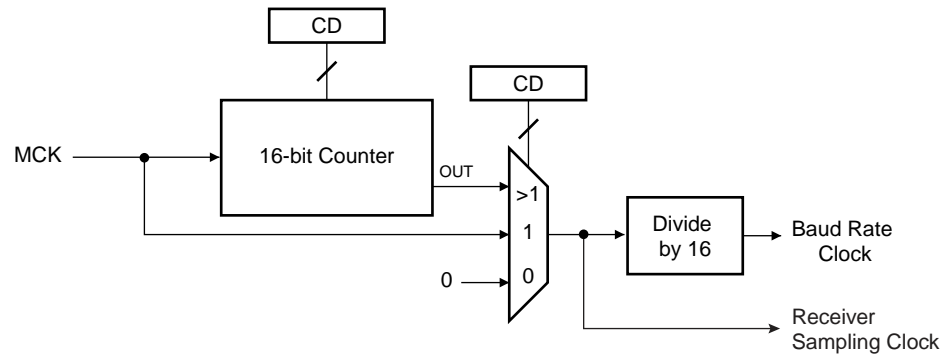 CD
CD
MCK
16-bit Counter
OUT
>1
1
0
0
Divide
by 16
Baud Rate
Clock
Receiver
Sampling Clock